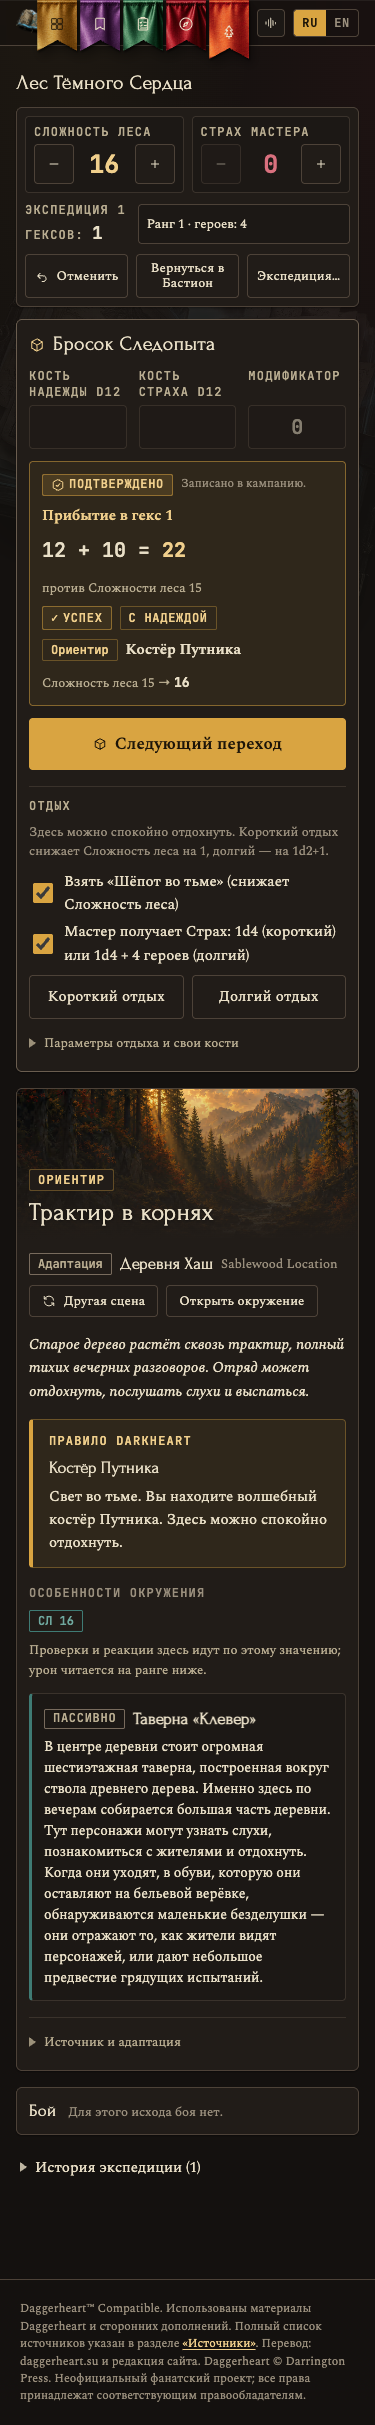 RU EN
Лес Тёмного Сердца
СЛОЖНОСТЬ ЛЕСА
СТРАХ МАСТЕРА
− 16 +
− 0 +
ЭКСПЕДИЦИЯ 1
ГЕКСОВ: 1
Ранг 1 · героев: 4
Отменить
Вернуться в
Бастион
Экспедиция...
Бросок Следопыта
КОСТЬ
НАДЕЖДЫ D12
КОСТЬ
СТРАХА D12
МОДИФИКАТОР
0
ПОДТВЕРЖДЕНО Записано в кампанию.
Прибытие в гекс 1
12 + 10 = 22
против Сложности леса 15
✓ УСПЕХ С НАДЕЖДОЙ
Ориентир Костёр Путника
Сложность леса 15 → 16
Следующий переход
ОТДЫХ
Здесь можно спокойно отдохнуть. Короткий отдых
снижает Сложность леса на 1, долгий — на 1d2+1.
Взять «Шёпот во тьме» (снижает
Сложность леса)
Мастер получает Страх: 1d4 (короткий)
или 1d4 + 4 героев (долгий)
Короткий отдых
Долгий отдых
Параметры отдыха и свои кости
ОРИЕНТИР
Трактир в корнях
Адаптация Деревня Хаш Sablewood Location
Другая сцена
Открыть окружение
Старое дерево растёт сквозь трактир, полный
тихих вечерних разговоров. Отряд может
отдохнуть, послушать слухи и выспаться.
ПРАВИЛО DARKHEART
Костёр Путника
Свет во тьме. Вы находите волшебный
костёр Путника. Здесь можно спокойно
отдохнуть.
ОСОБЕННОСТИ ОКРУЖЕНИЯ
СЛ 16
Проверки и реакции здесь идут по этому значению;
урон читается на ранге ниже.
ПАССИВНО Таверна «Клевер»
В центре деревни стоит огромная
шестиэтажная таверна, построенная вокруг
ствола древнего дерева. Именно здесь по
вечерам собирается большая часть деревни.
Тут персонажи могут узнать слухи,
познакомиться с жителями и отдохнуть.
Когда они уходят, в обуви, которую они
оставляют на бельевой верёвке,
обнаруживаются маленькие безделушки —
они отражают то, как жители видят
персонажей, или дают небольшое
предвестие грядущих испытаний.
Источник и адаптация
Бой Для этого исхода боя нет.
История экспедиции (1)
Daggerheart™ Compatible. Использованы материалы
Daggerheart и сторонних дополнений. Полный список
источников указан в разделе «Источники». Перевод:
daggerheart.su и редакция сайта. Daggerheart © Darrington
Press. Неофициальный фанатский проект; все права
принадлежат соответствующим правообладателям.